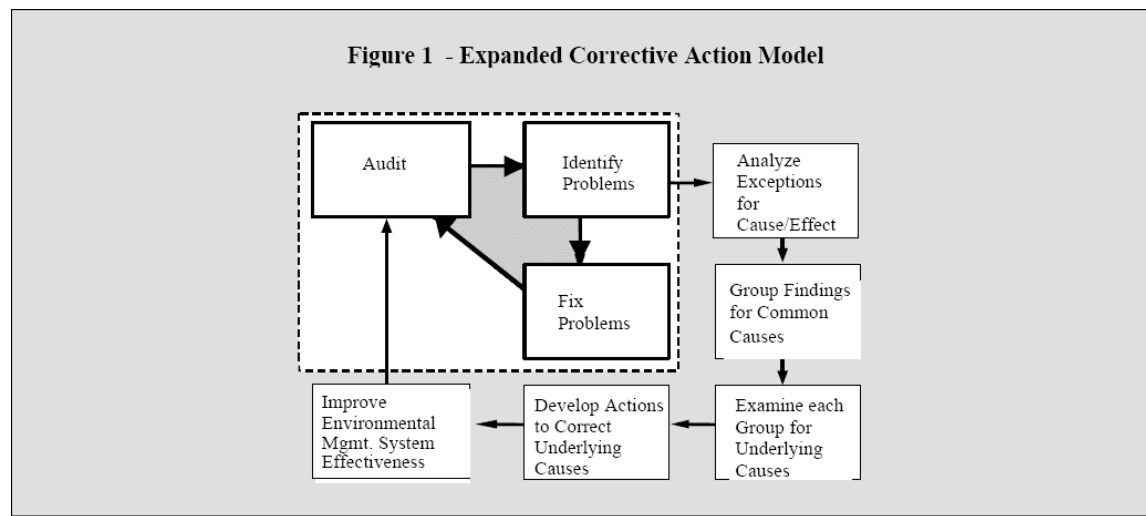 Figure 1 - Expanded Corrective Action Model
Audit
Identify
Problems
Analyze
Exceptions
for
Cause/Effect
Fix
Problems
Group Findings
for Common
Causes
Improve
Environmental
Mgmt. System
Effectiveness
Develop Actions
to Correct
Underlying
Causes
Examine each
Group for
Underlying
Causes